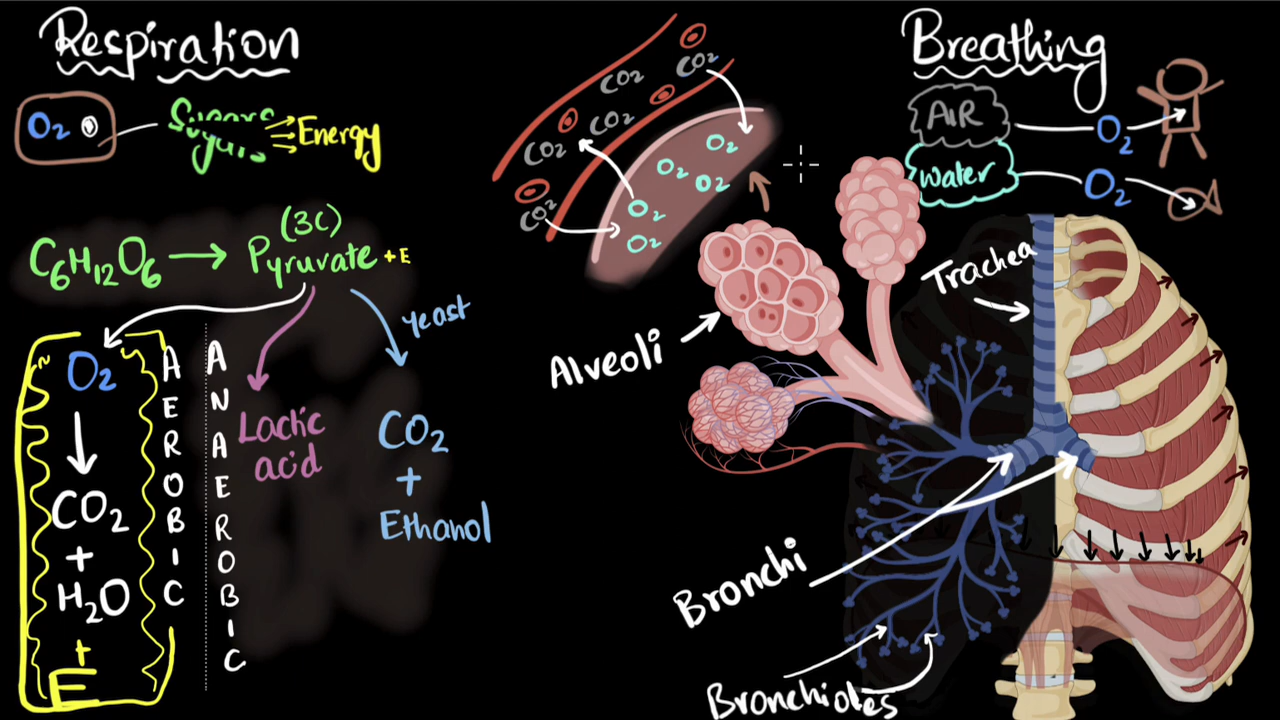 Respiration
O2
Sugars
Energy
C6H12O6 → Pyruvate + E
(3C)
yeast
O2
CO2
+
H2O
+
E
AEROBIC
ANAEROBIC
Lactic
acid
CO2
+
Ethanol
CO2
CO2
CO2
CO2
CO2
O2
O2
O2
O2
O2
Alveoli
Bronchi
Bronchioles
Breathing
AIR
O2
water
O2
Trachea